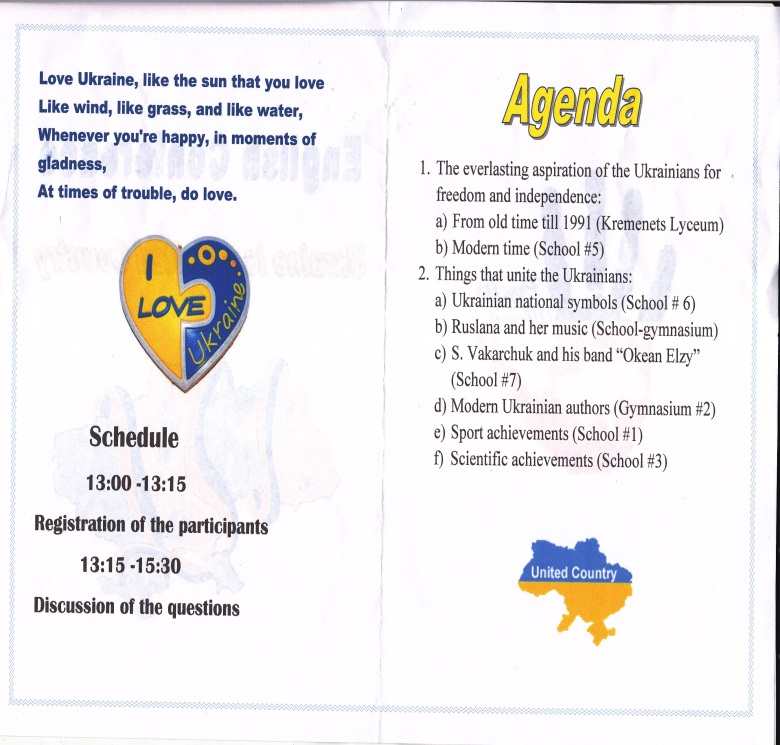 Love Ukraine, like the sun that you love
Like wind, like grass, and like water,
Whenever you're happy, in moments of
gladness,
At times of trouble, do love.
I
LOVE
Ukraine
Schedule
13:00 -13:15
Registration of the participants
13:15 -15:30
Discussion of the questions
Agenda
1. The everlasting aspiration of the Ukrainians for
freedom and independence:
a) From old time till 1991 (Kremenets Lyceum)
b) Modern time (School #5)
2. Things that unite the Ukrainians:
a) Ukrainian national symbols (School # 6)
b) Ruslana and her music (School-gymnasium)
c) S. Vakarchuk and his band “Okean Elzy”
(School #7)
d) Modern Ukrainian authors (Gymnasium #2)
e) Sport achievements (School #1)
f) Scientific achievements (School #3)
United Country